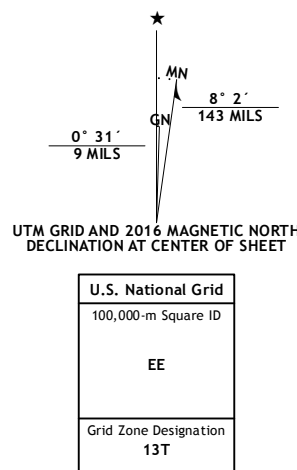 ★
MN
8° 2´
143 MILS
GN
0° 31´
9 MILS
UTM GRID AND 2016 MAGNETIC NORTH
DECLINATION AT CENTER OF SHEET
U.S. National Grid
100,000-m Square ID
EE
Grid Zone Designation
13T